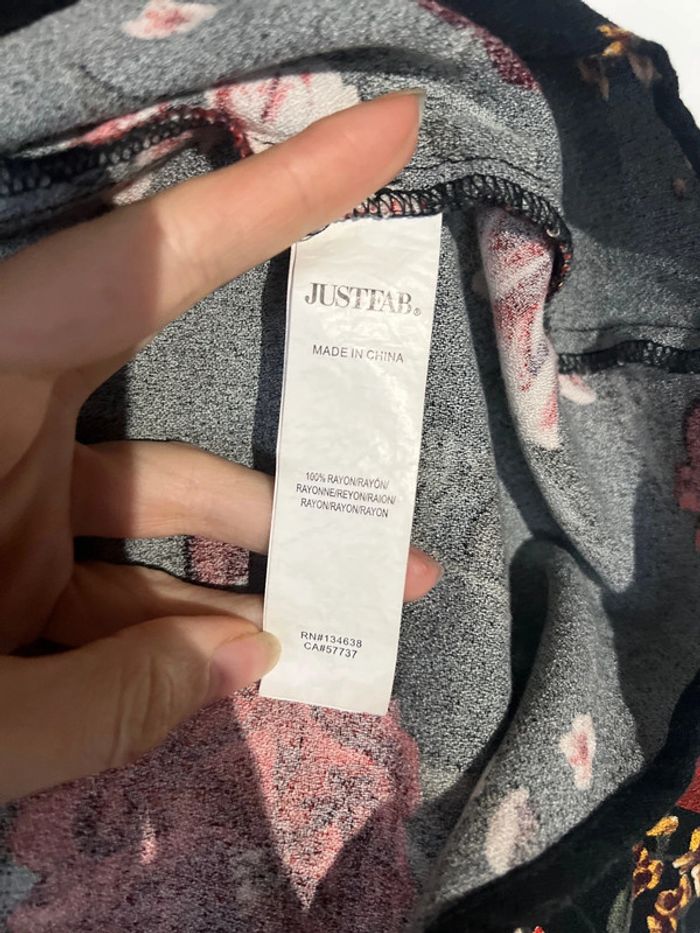 JUSTFAB®
MADE IN CHINA
100% RAYON/RAYÓN/
RAYONNE/REYON/RAION/
RAYON/RAYON/RAYON
RN#134638
CA#57737